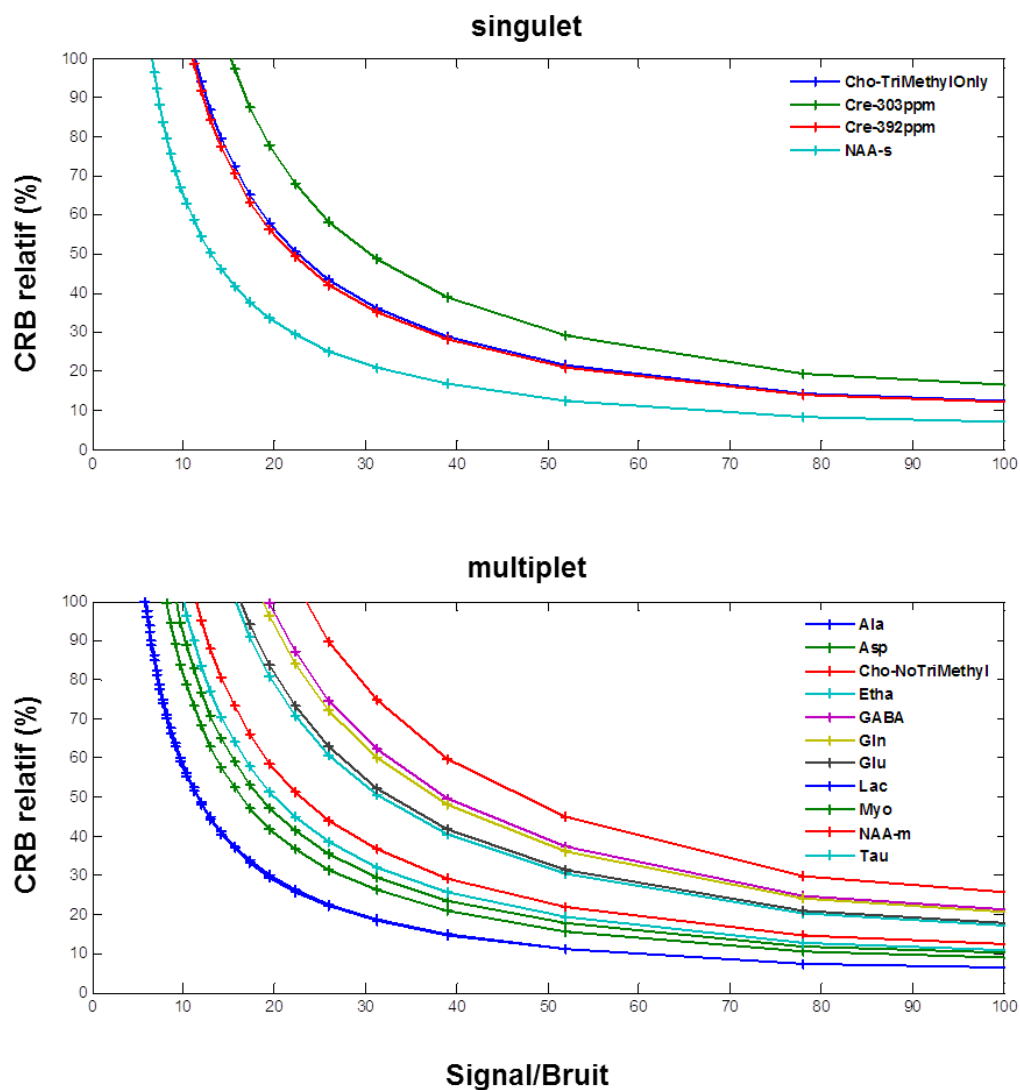 singulet
CRB relatif (%)
100
90
80
70
60
50
40
30
20
10
0
Cho-TriMethylOnly
Cre-303ppm
Cre-392ppm
NAA-s
0 10 20 30 40 50 60 70 80 90 100
multiplet
CRB relatif (%)
100
90
80
70
60
50
40
30
20
10
0
Ala
Asp
Cho-NoTriMethyl
Etha
GABA
Gln
Glu
Lac
Myo
NAA-m
Tau
0 10 20 30 40 50 60 70 80 90 100
Signal/Bruit